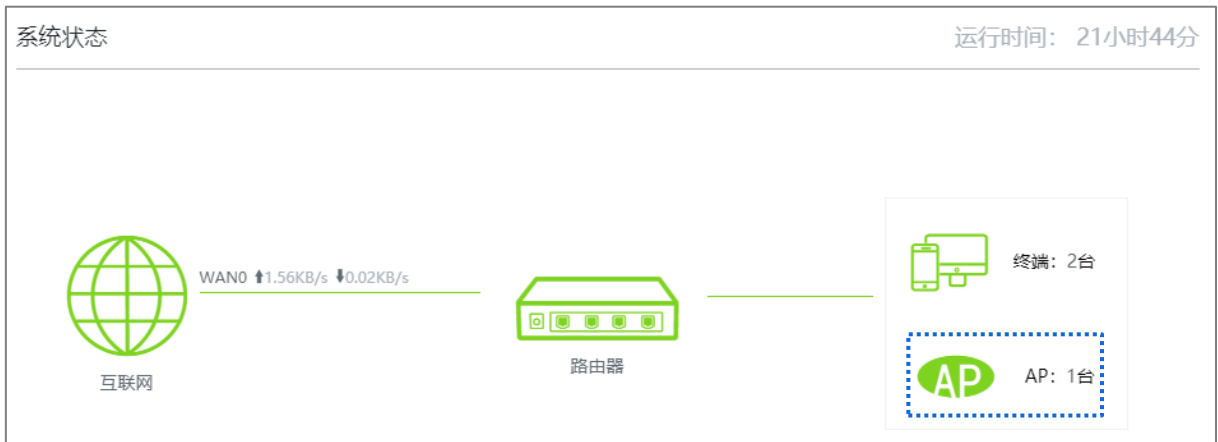 系统状态
运行时间： 21小时44分
WAN0 ⬆1.56KB/s ⬇0.02KB/s
终端：2台
路由器
互联网
AP
AP：1台